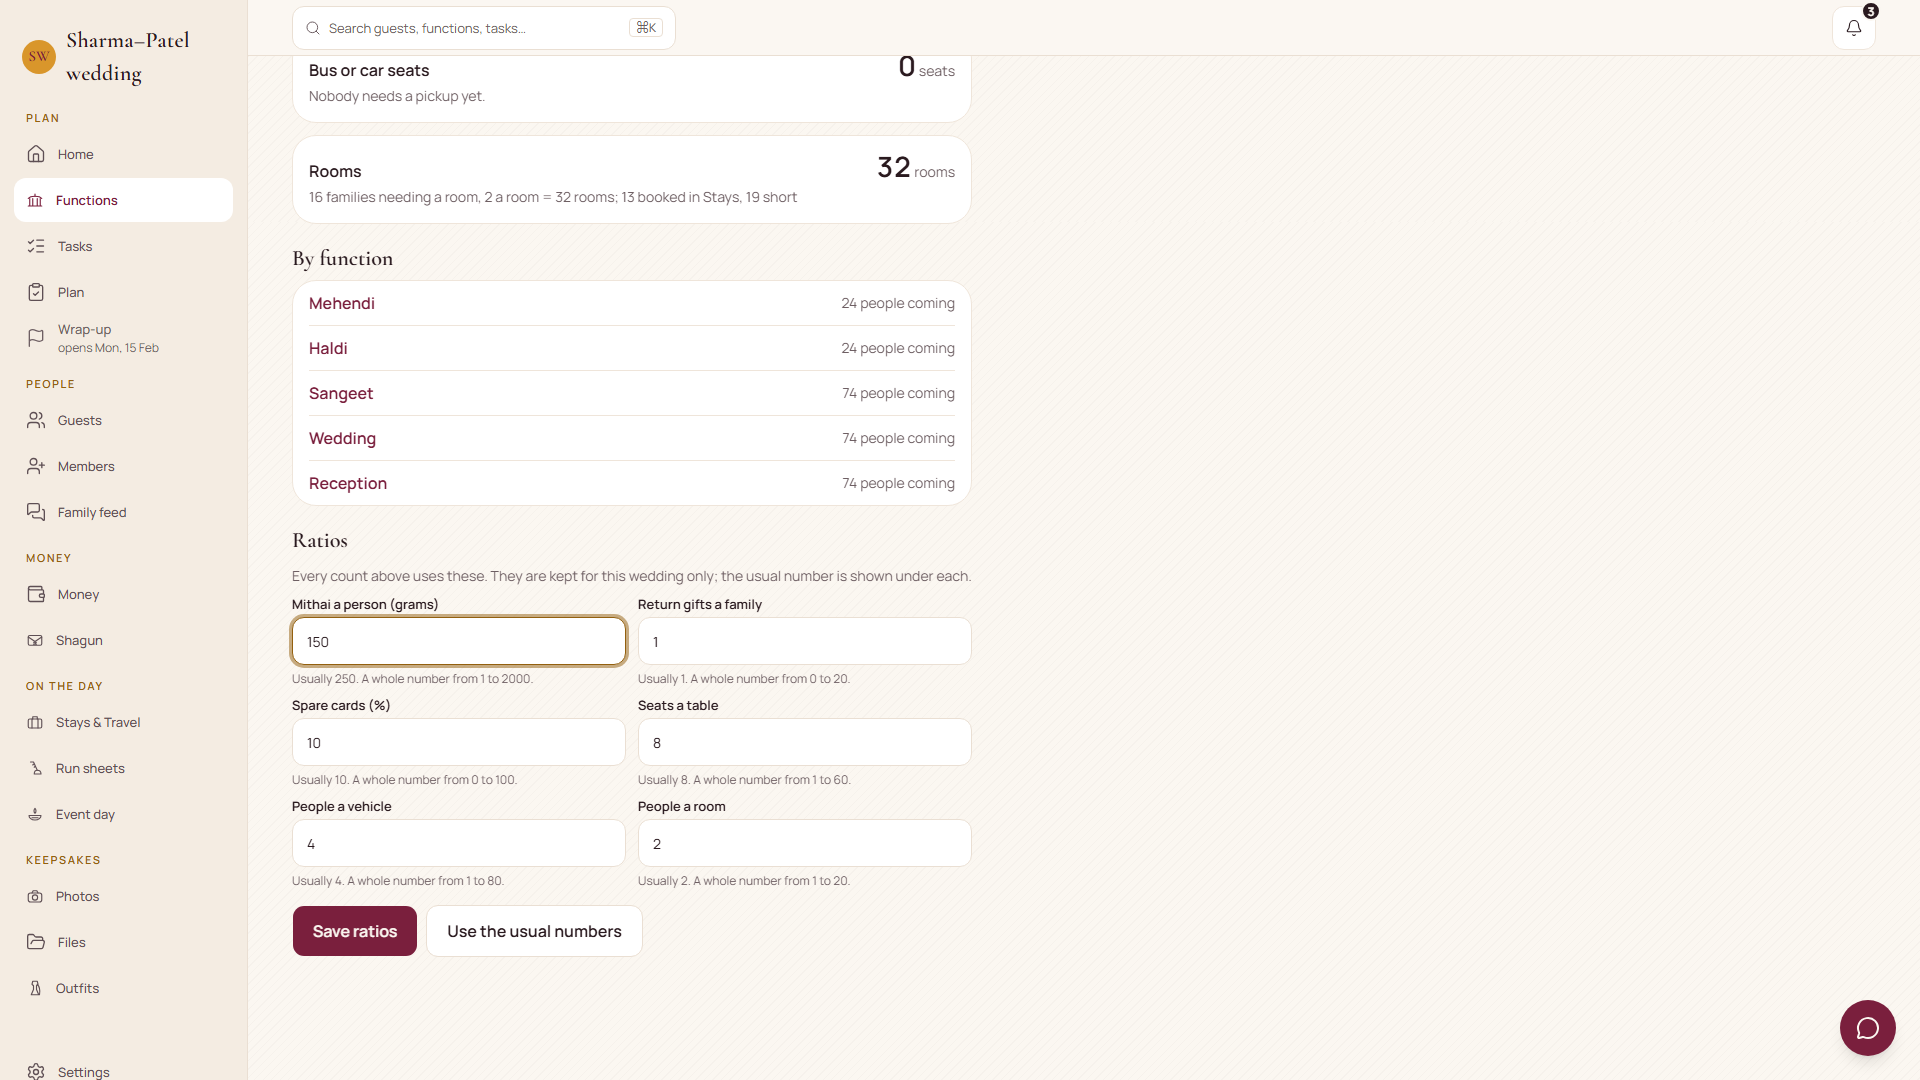 SW
Sharma–Patel
wedding
PLAN
Home
Functions
Tasks
Plan
Wrap-up
opens Mon, 15 Feb
PEOPLE
Guests
Members
Family feed
MONEY
Money
Shagun
ON THE DAY
Stays & Travel
Run sheets
Event day
KEEPSAKES
Photos
Files
Outfits
Settings
Search guests, functions, tasks... ⌘K
3
Bus or car seats 0 seats
Nobody needs a pickup yet.
Rooms 32 rooms
16 families needing a room, 2 a room = 32 rooms; 13 booked in Stays, 19 short
By function
Mehendi 24 people coming
Haldi 24 people coming
Sangeet 74 people coming
Wedding 74 people coming
Reception 74 people coming
Ratios
Every count above uses these. They are kept for this wedding only; the usual number is shown under each.
Mithai a person (grams) Return gifts a family
150 1
Usually 250. A whole number from 1 to 2000. Usually 1. A whole number from 0 to 20.
Spare cards (%) Seats a table
10 8
Usually 10. A whole number from 0 to 100. Usually 8. A whole number from 1 to 60.
People a vehicle People a room
4 2
Usually 4. A whole number from 1 to 80. Usually 2. A whole number from 1 to 20.
Save ratios Use the usual numbers